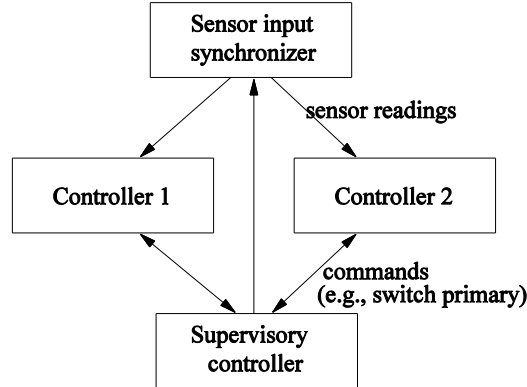 Sensor input
synchronizer
sensor readings
Controller 1
Controller 2
commands
(e.g., switch primary)
Supervisory
controller